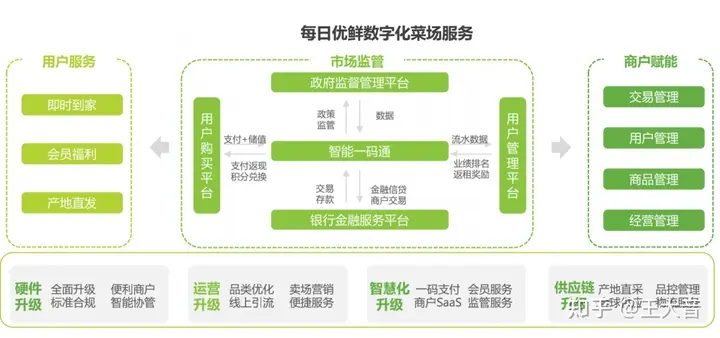 每日优鲜数字化菜场服务
用户服务
即时到家
会员福利
产地直发
市场监管
政府监督管理平台
政策
监管
数据
用户购买平台
支付+储值
支付返现
积分兑换
智能一码通
流水数据
业绩排名
返租奖励
用户管理平台
交易
存款
金融信贷
商户交易
银行金融服务平台
商户赋能
交易管理
用户管理
商品管理
经营管理
硬件
升级
全面升级 便利商户
标准合规 智能协管
运营
升级
品类优化 卖场营销
线上引流 便捷服务
智慧化
升级
一码支付 会员服务
商户SaaS 监管服务
供应链
升级
产地直采 品控管理
知乎 @王大音